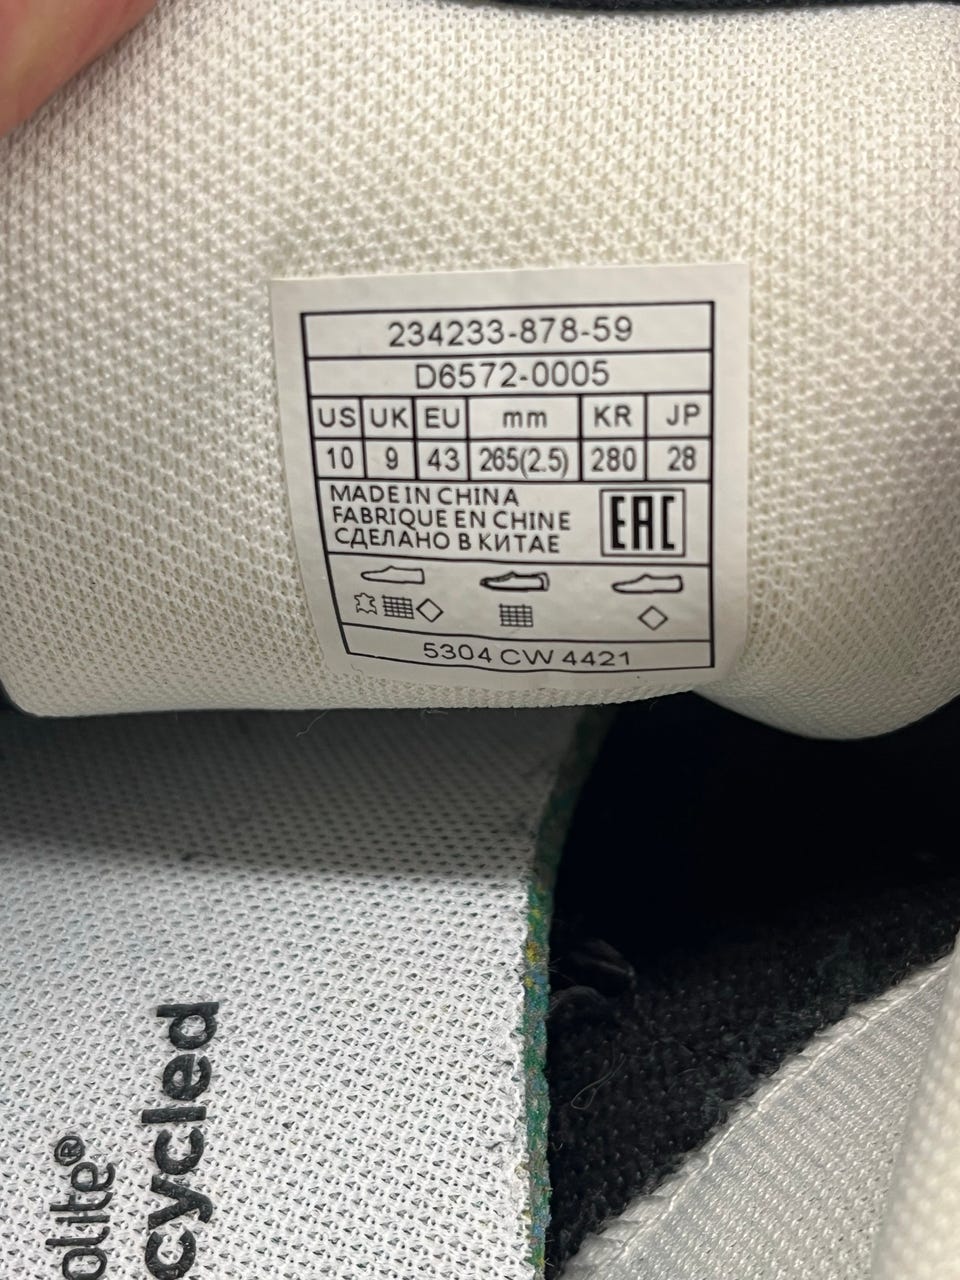 234233-878-59
D6572-0005
US UK EU mm KR JP
10 9 43 265(2.5) 280 28
MADE IN CHINA
FABRIQUE EN CHINE
СДЕЛАНО В КИТАЕ
EAC
5304 CW 4421
olite®
cycled